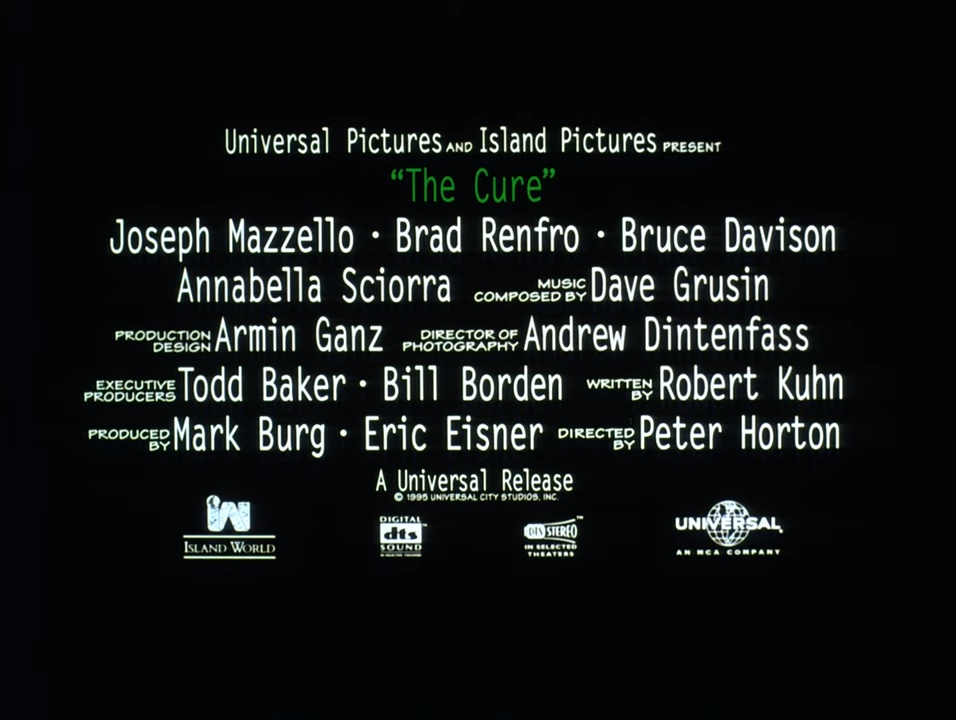 Universal Pictures AND Island Pictures PRESENT
“The Cure”
Joseph Mazzello · Brad Renfro · Bruce Davison
Annabella Sciorra MUSIC COMPOSED BY Dave Grusin
PRODUCTION DESIGN Armin Ganz DIRECTOR OF PHOTOGRAPHY Andrew Dintenfass
EXECUTIVE PRODUCERS Todd Baker · Bill Borden WRITTEN BY Robert Kuhn
PRODUCED BY Mark Burg · Eric Eisner DIRECTED BY Peter Horton
A Universal Release
© 1995 UNIVERSAL CITY STUDIOS, INC.
ISLAND WORLD
DIGITAL
dts
SOUND
DTS STEREO™
IN SELECTED
THEATERS
UNIVERSAL
AN MCA COMPANY